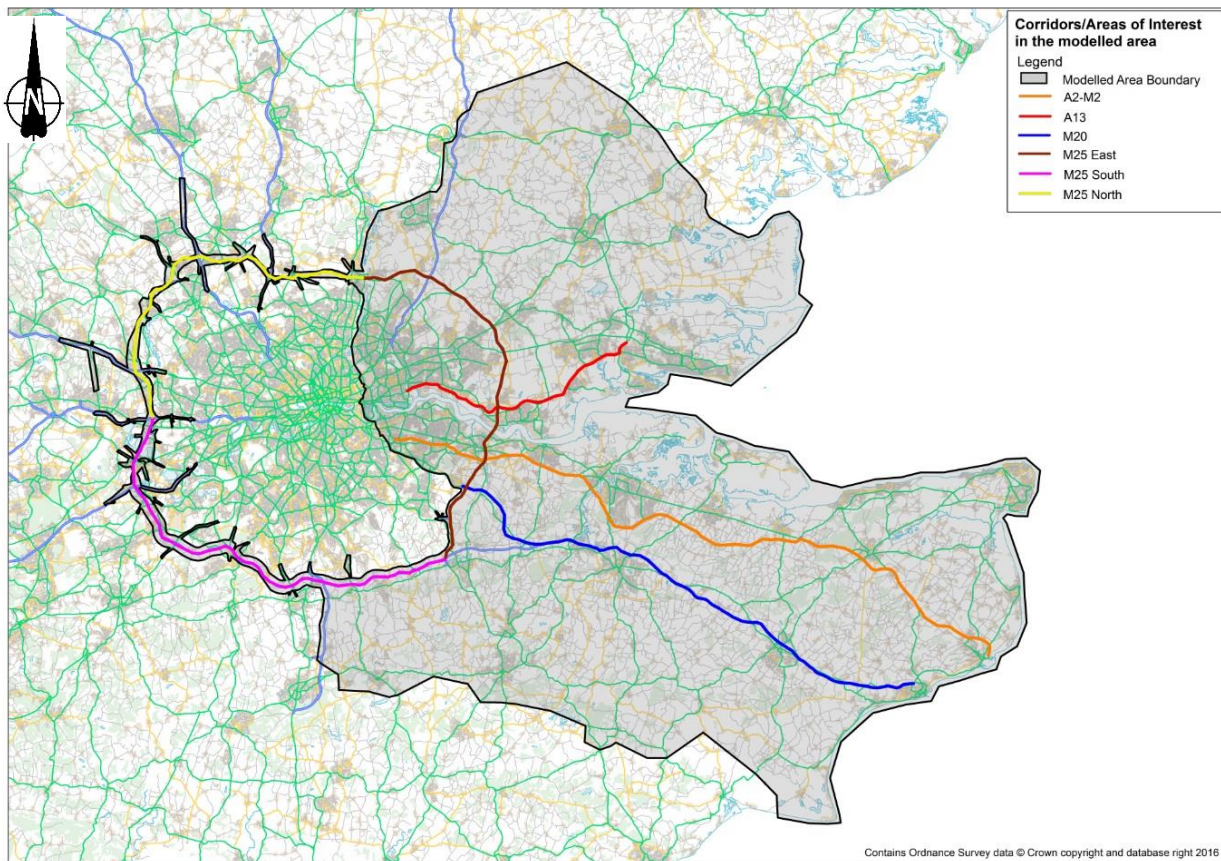 N
Corridors/Areas of Interest
in the modelled area
Legend
Modelled Area Boundary
A2-M2
A13
M20
M25 East
M25 South
M25 North
Contains Ordnance Survey data © Crown copyright and database right 2016